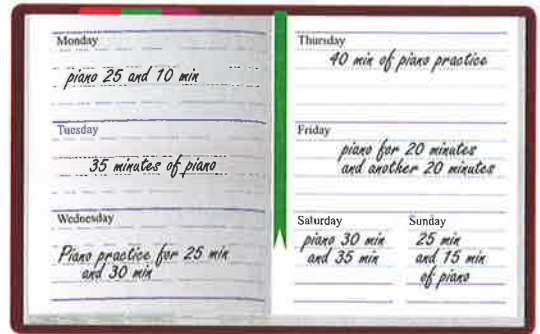 Monday
piano 25 and 10 min
Tuesday
35 minutes of piano
Wednesday
Piano practice for 25 min
and 30 min
Thursday
40 min of piano practice
Friday
piano for 20 minutes
and another 20 minutes
Saturday
piano 30 min
and 35 min
Sunday
25 min
and 15 min
of piano